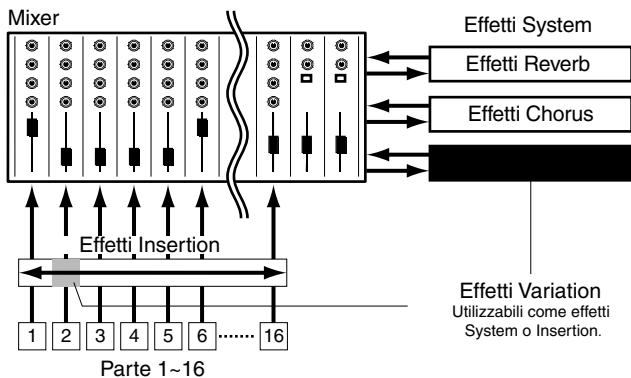 Mixer
Effetti System
Effetti Reverb
Effetti Chorus
Effetti Insertion
Effetti Variation
Utilizzabili come effetti
System o Insertion.
1 2 3 4 5 6 ······· 16
Parte 1~16